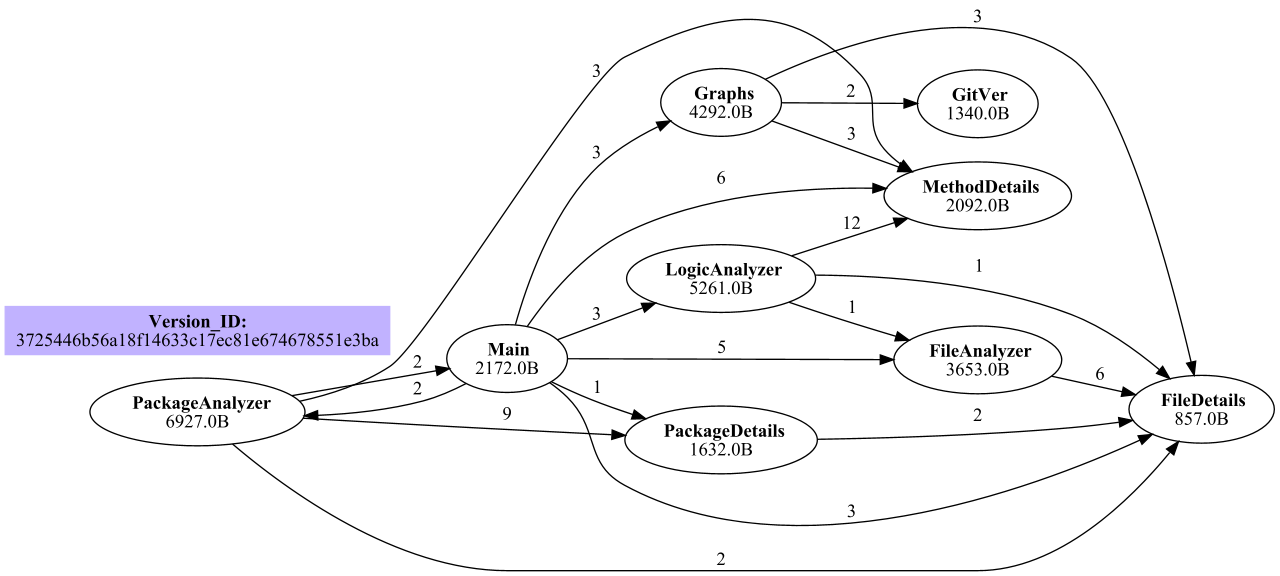 3
3
Graphs
4292.0B
2
GitVer
1340.0B
3
3
6
MethodDetails
2092.0B
12
LogicAnalyzer
5261.0B
1
Version_ID:
3725446b56a18f14633c17ec81e674678551e3ba
3
1
Main
2172.0B
5
FileAnalyzer
3653.0B
2
6
2
1
PackageAnalyzer
6927.0B
9
PackageDetails
1632.0B
2
FileDetails
857.0B
3
2